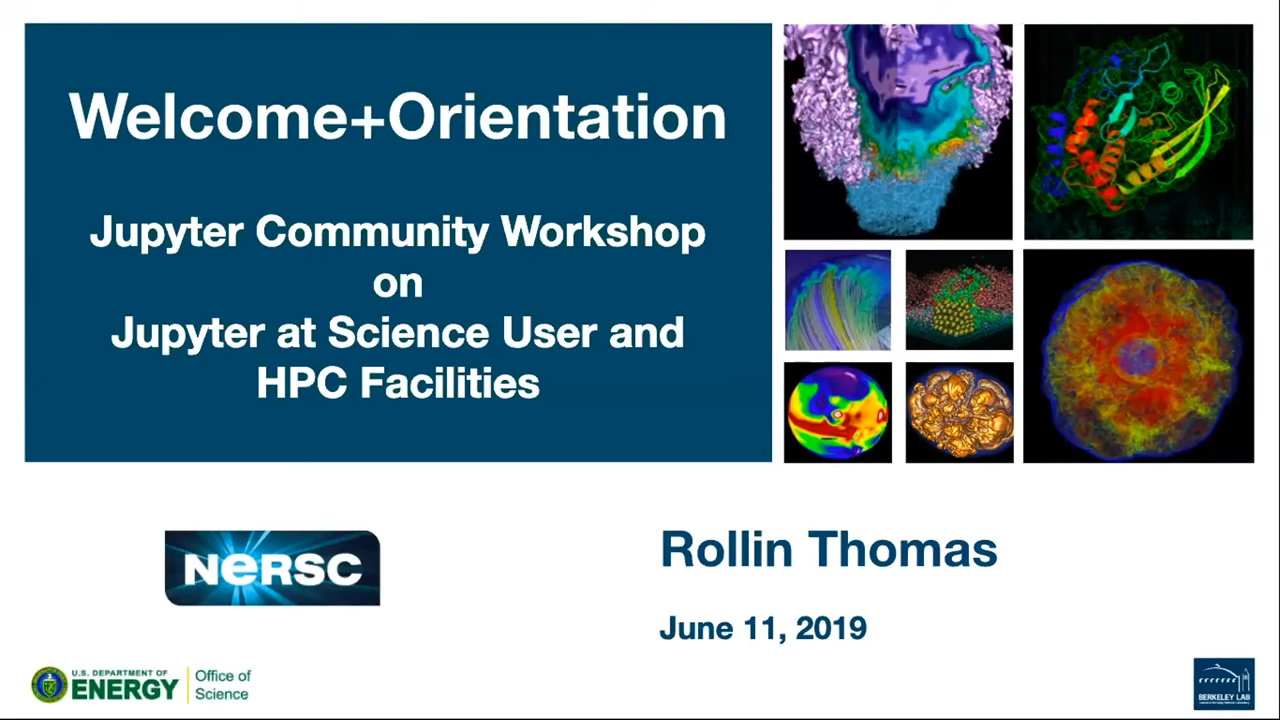 Welcome+Orientation
Jupyter Community Workshop
on
Jupyter at Science User and
HPC Facilities
NERSC
Rollin Thomas
June 11, 2019
U.S. DEPARTMENT OF
ENERGY
Office of
Science
BERKELEY LAB